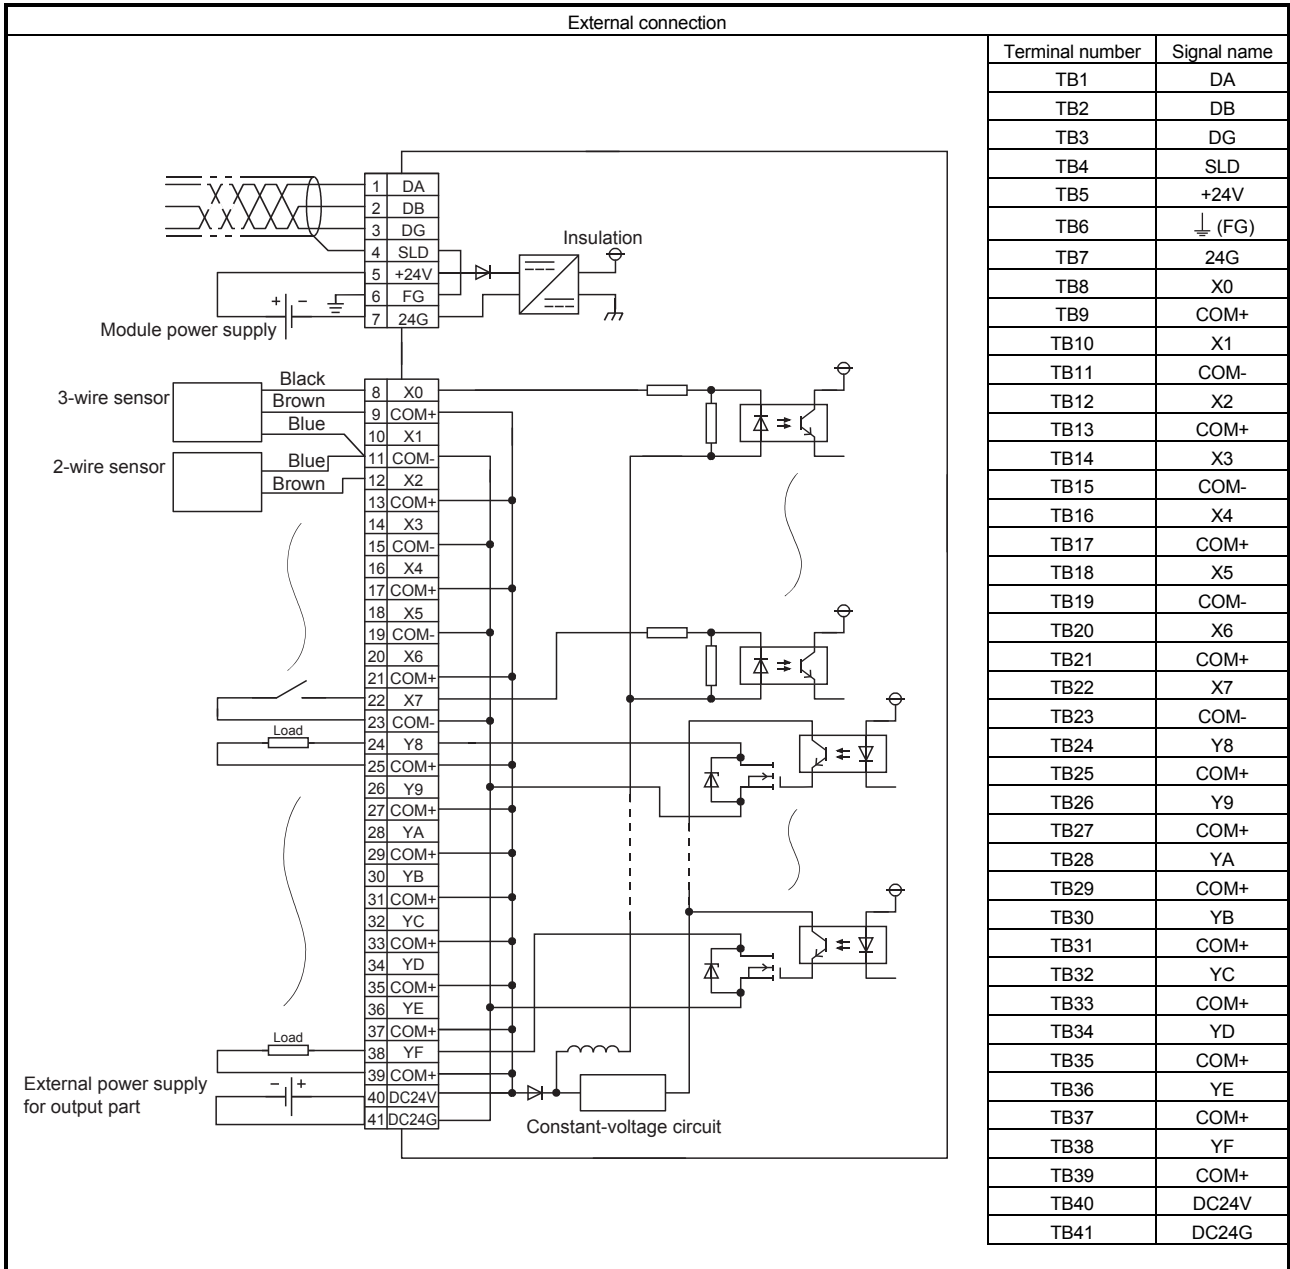 External connection
Terminal number Signal name
TB1 DA
TB2 DB
TB3 DG
TB4 SLD
TB5 +24V
TB6 ⏚ (FG)
TB7 24G
TB8 X0
TB9 COM+
TB10 X1
TB11 COM-
TB12 X2
TB13 COM+
TB14 X3
TB15 COM-
TB16 X4
TB17 COM+
TB18 X5
TB19 COM-
TB20 X6
TB21 COM+
TB22 X7
TB23 COM-
TB24 Y8
TB25 COM+
TB26 Y9
TB27 COM+
TB28 YA
TB29 COM+
TB30 YB
TB31 COM+
TB32 YC
TB33 COM+
TB34 YD
TB35 COM+
TB36 YE
TB37 COM+
TB38 YF
TB39 COM+
TB40 DC24V
TB41 DC24G
1 DA
2 DB
3 DG
4 SLD
5 +24V
6 FG
7 24G
Insulation
+ −
Module power supply
8 X0
9 COM+
10 X1
11 COM-
12 X2
13 COM+
14 X3
15 COM-
16 X4
17 COM+
18 X5
19 COM-
20 X6
21 COM+
22 X7
23 COM-
24 Y8
25 COM+
26 Y9
27 COM+
28 YA
29 COM+
30 YB
31 COM+
32 YC
33 COM+
34 YD
35 COM+
36 YE
37 COM+
38 YF
39 COM+
40 DC24V
41 DC24G
3-wire sensor
Black
Brown
Blue
2-wire sensor
Blue
Brown
Load
Load
External power supply
for output part
− +
Constant-voltage circuit